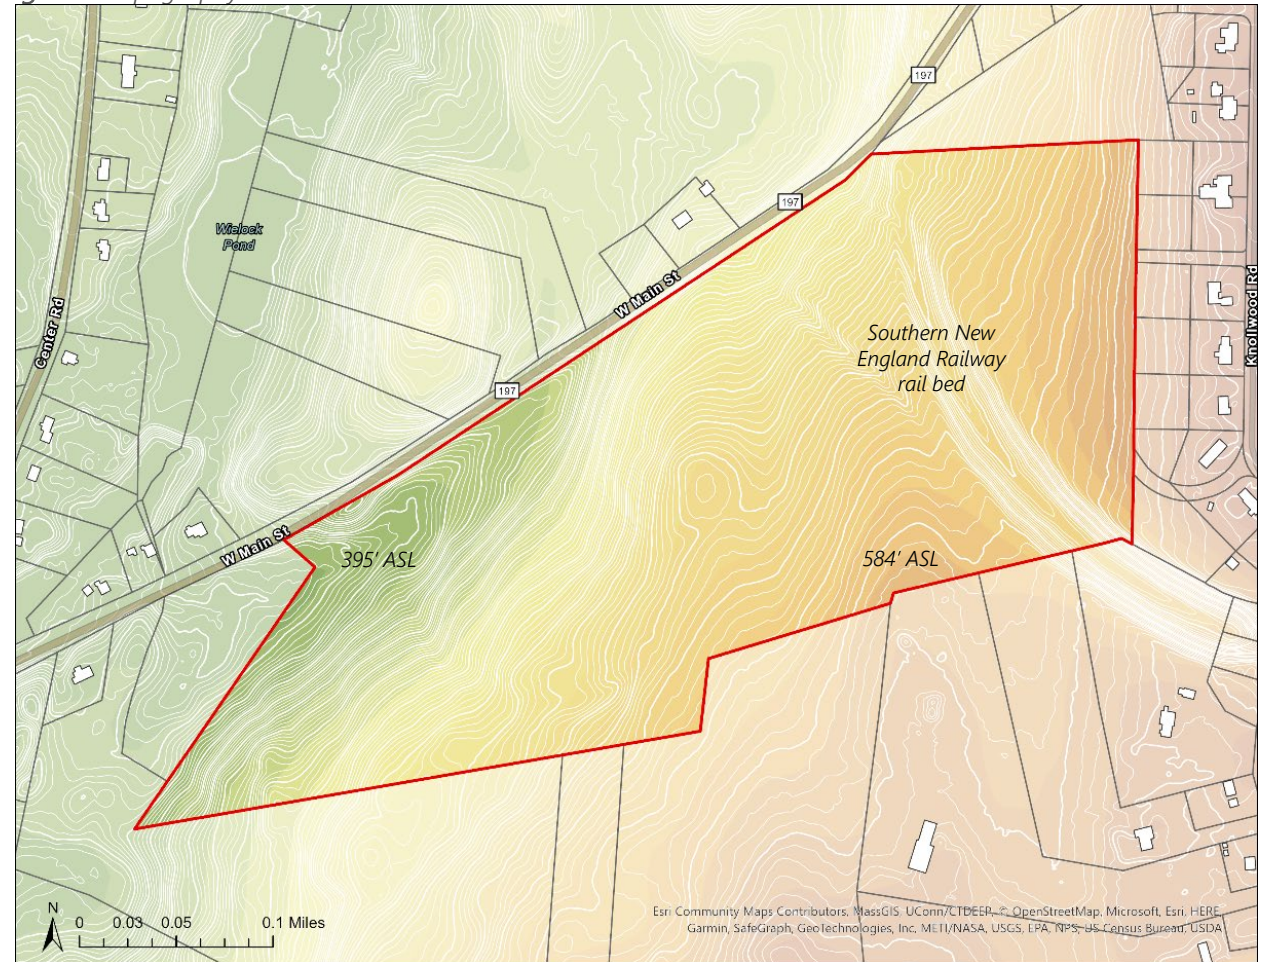 197
197
Wielock
Pond
W Main St
Knollwood Rd
Center Rd
Southern New
England Railway
rail bed
197
W Main St
395' ASL
584' ASL
N
0 0.03 0.05 0.1 Miles
Esri Community Maps Contributors, MassGIS, UConn/CTDEEP, © OpenStreetMap, Microsoft, Esri, HERE,
Garmin, SafeGraph, GeoTechnologies, Inc, METI/NASA, USGS, EPA, NPS, US Census Bureau, USDA